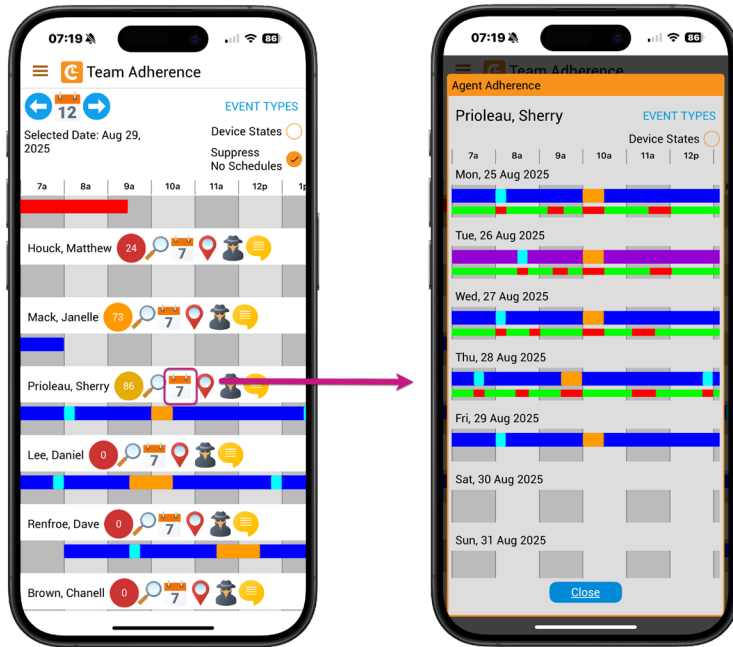 07:19
86
Team Adherence
12
EVENT TYPES
Selected Date: Aug 29,
2025
Device States
Suppress
No Schedules
7a 8a 9a 10a 11a 12p 1p
Houck, Matthew 24 7
Mack, Janelle 73 7
Prioleau, Sherry 86 7
Lee, Daniel 0 7
Renfroe, Dave 0 7
Brown, Chanell 0 7
07:19
86
Team Adherence
Agent Adherence
Prioleau, Sherry
EVENT TYPES
Device States
7a 8a 9a 10a 11a 12p
Mon, 25 Aug 2025
Tue, 26 Aug 2025
Wed, 27 Aug 2025
Thu, 28 Aug 2025
Fri, 29 Aug 2025
Sat, 30 Aug 2025
Sun, 31 Aug 2025
Close